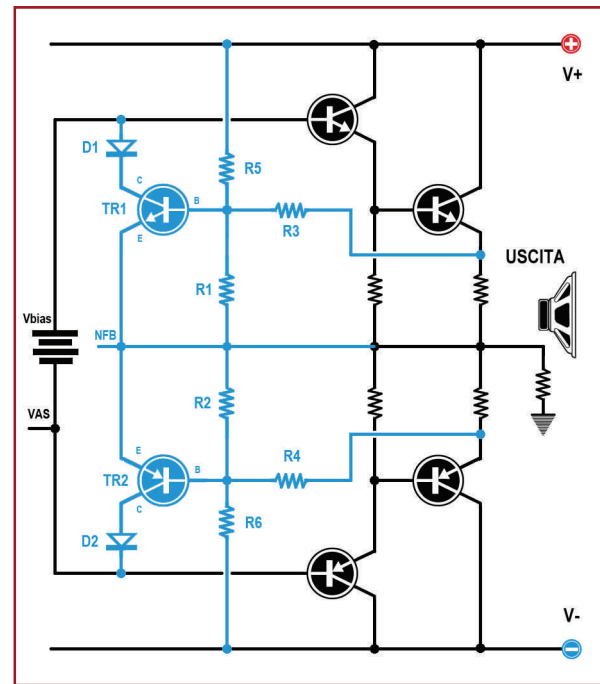 +
V+
D1
R5
C
TR1
B
R3
E
USCITA
R1
Vbias
NFB
R2
VAS
E
R4
TR2
B
C
R6
D2
V-
-